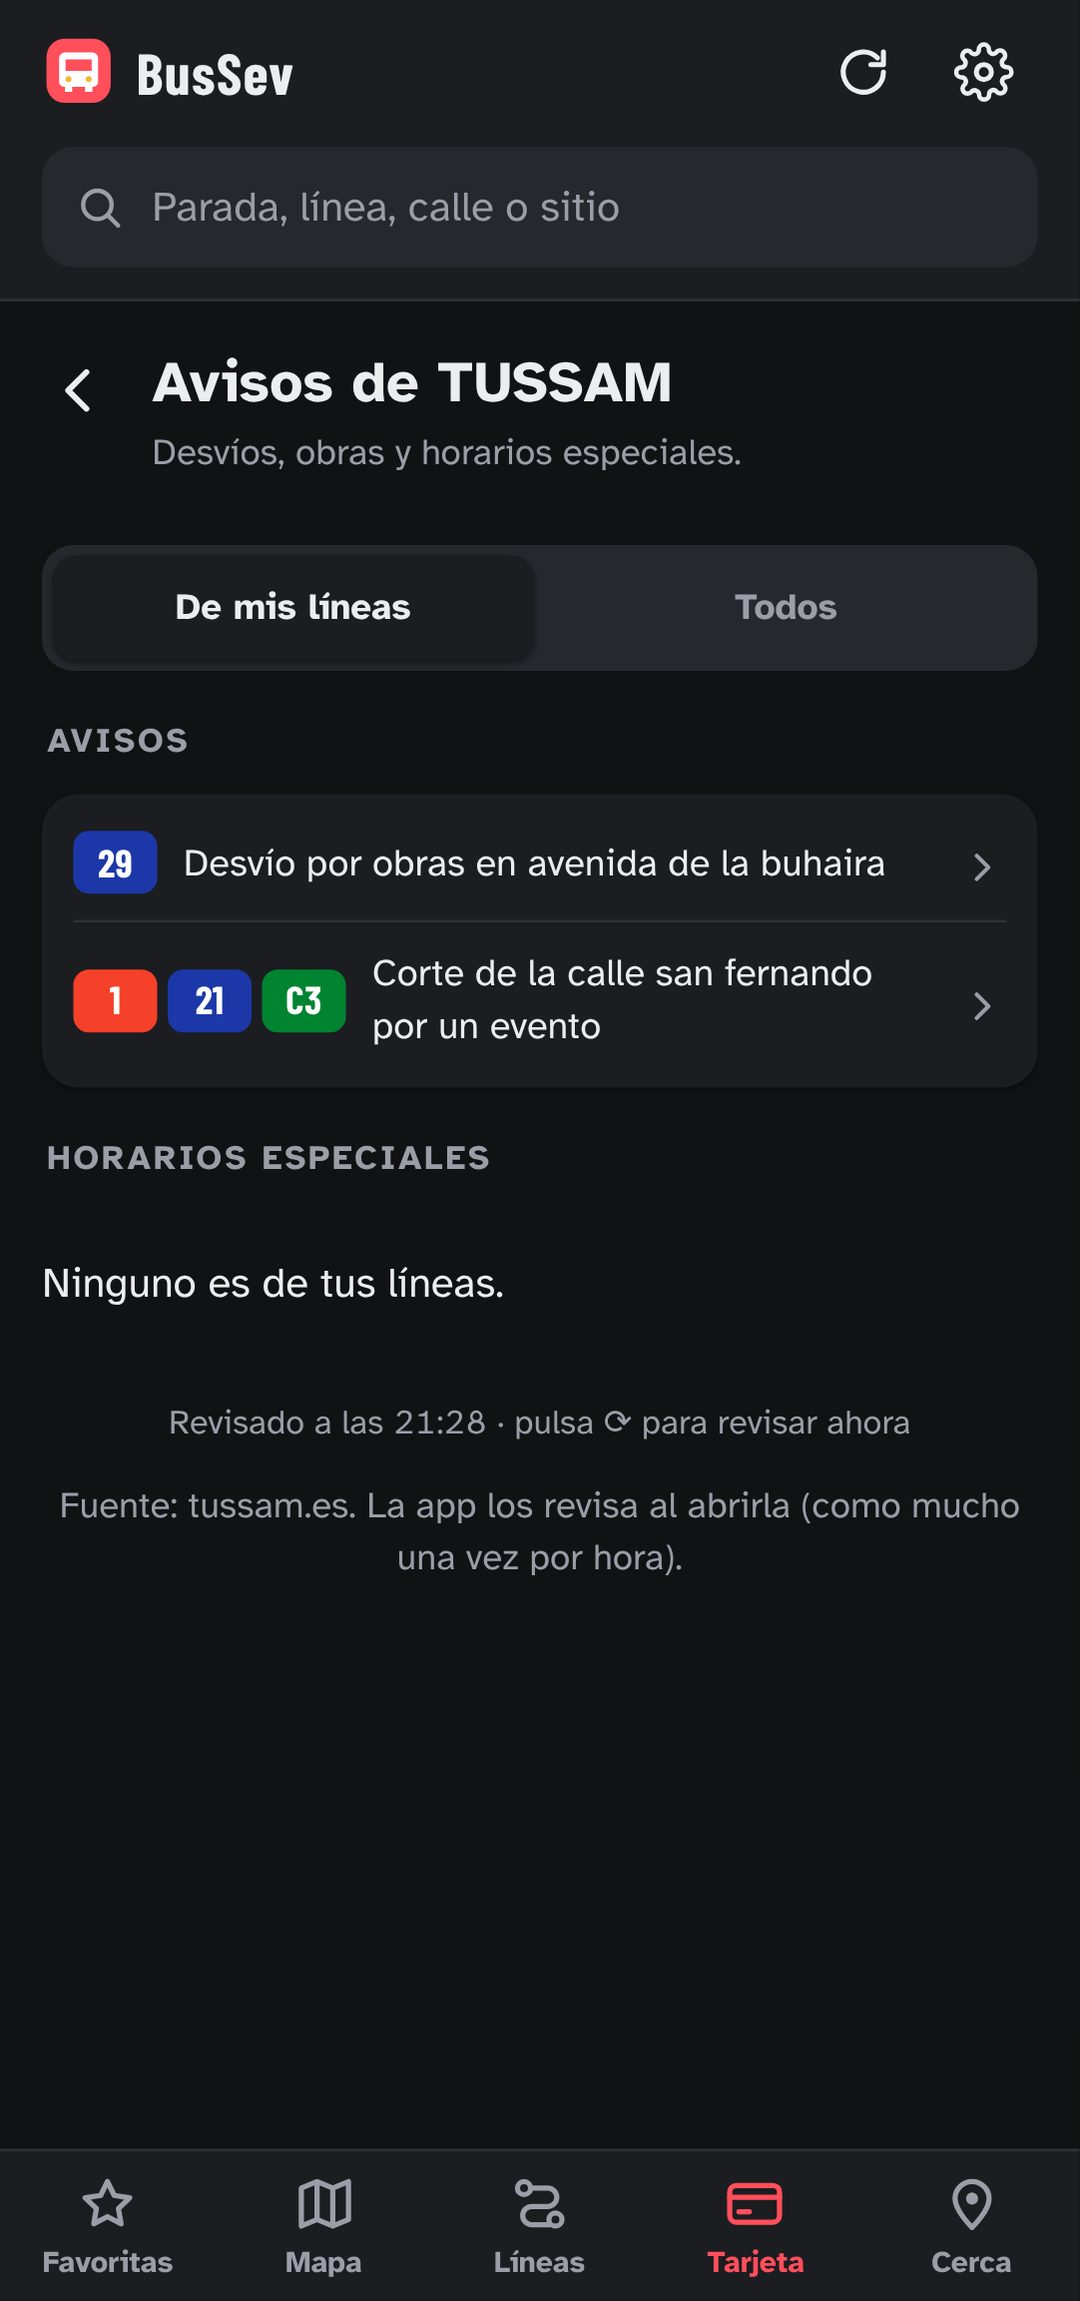 BusSev
Parada, línea, calle o sitio
Avisos de TUSSAM
Desvíos, obras y horarios especiales.
De mis líneas
Todos
AVISOS
29 Desvío por obras en avenida de la buhaira
1 21 C3 Corte de la calle san fernando
por un evento
HORARIOS ESPECIALES
Ninguno es de tus líneas.
Revisado a las 21:28 · pulsa ⟳ para revisar ahora
Fuente: tussam.es. La app los revisa al abrirla (como mucho
una vez por hora).
Favoritas
Mapa
Líneas
Tarjeta
Cerca